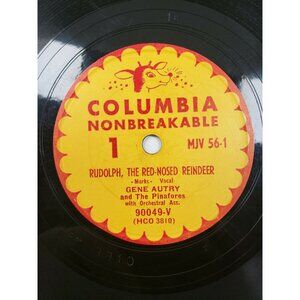 COLUMBIA
NONBREAKABLE
1 MJV 56-1
RUDOLPH, THE RED-NOSED REINDEER
-Marks- Vocal
GENE AUTRY
and The Pinafores
with Orchestral Acc.
90049-V
(HCO 3810)